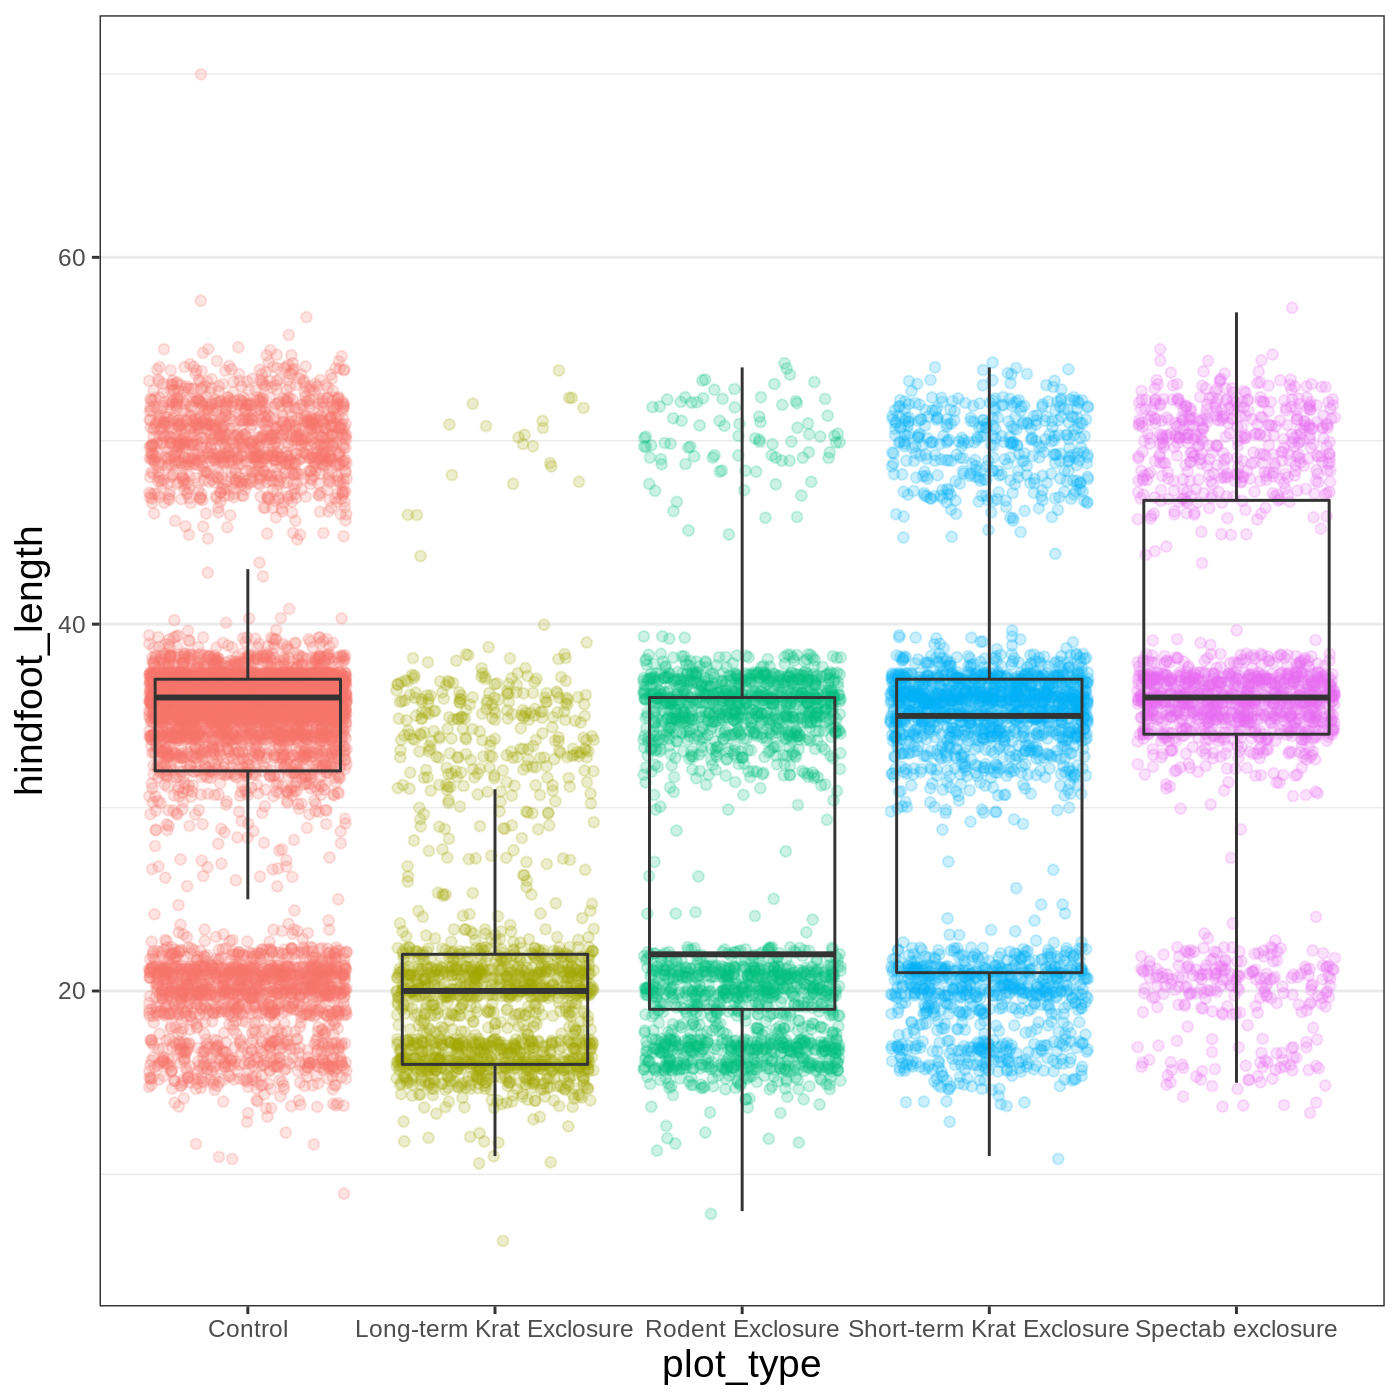 hindfoot_length
60
40
20
Control
Long-term Krat Exclosure
Rodent Exclosure
Short-term Krat Exclosure
Spectab exclosure
plot_type